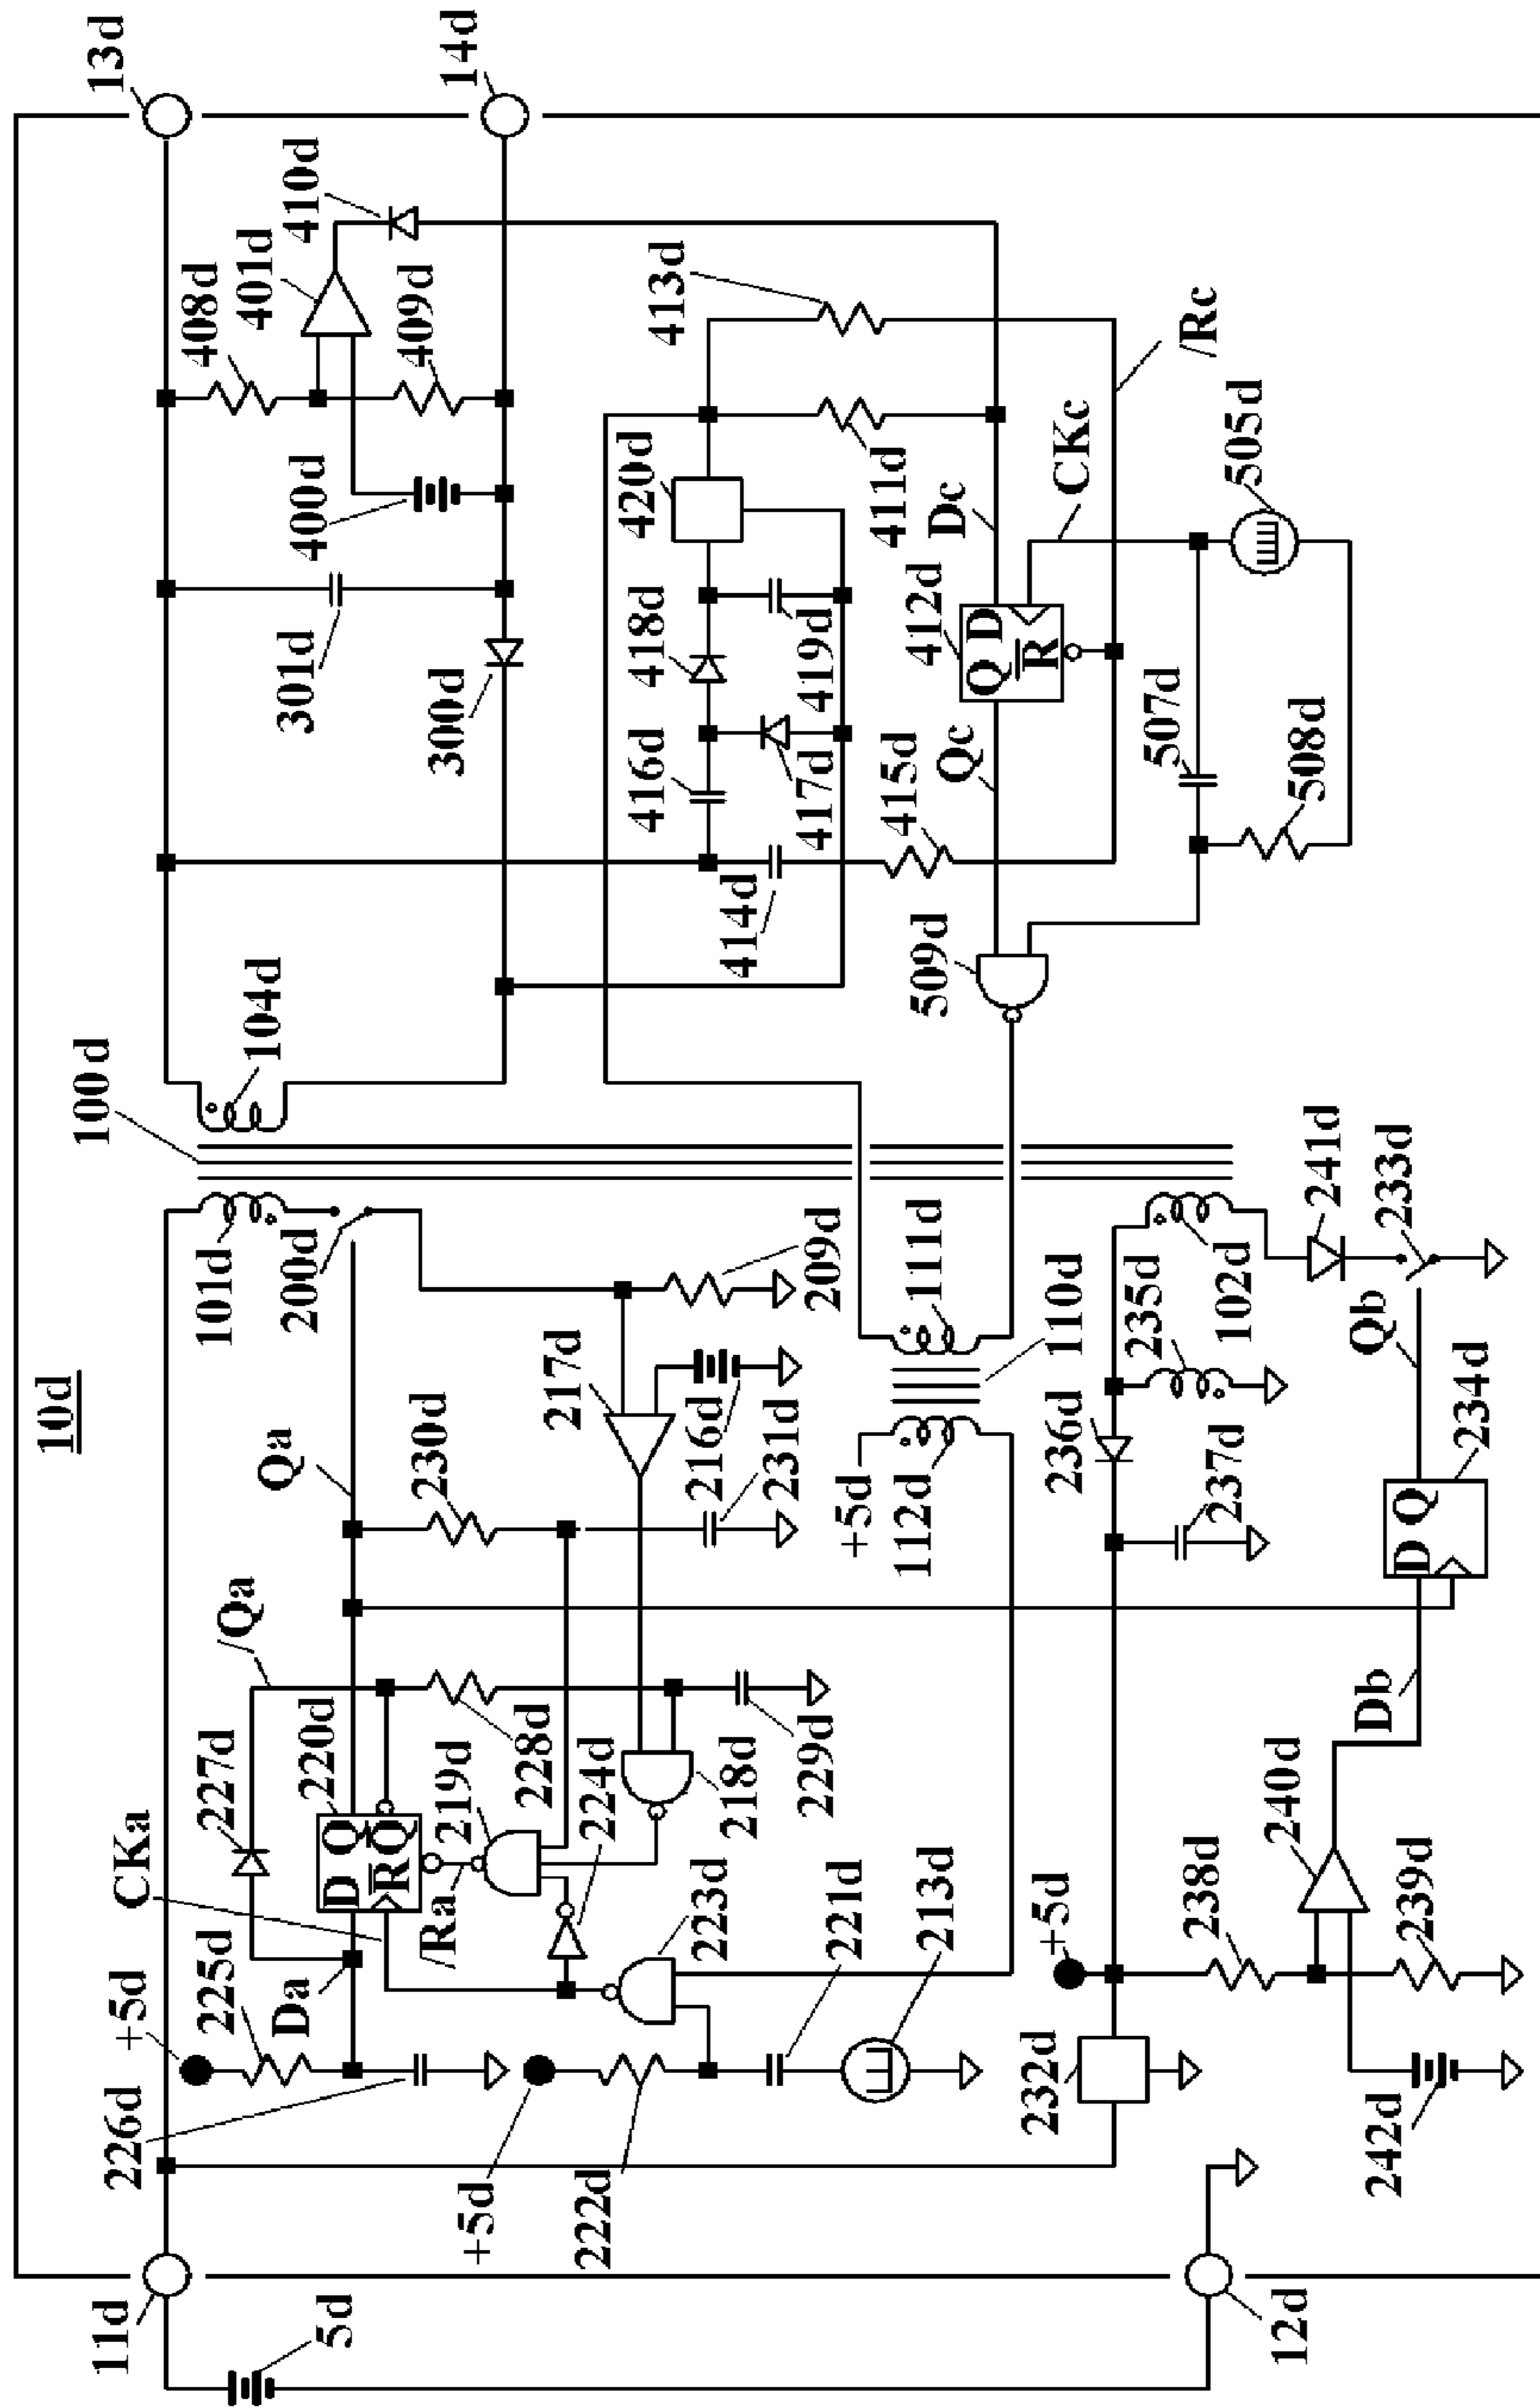 10d
11d
5d
12d
226d
+5d
225d
Da
CKa
227d
/Qa
220d
D Q
R Q
/Ra
219d
228d
224d
Qa
230d
217d
216d
231d
209d
101d
200d
100d
104d
+5d
222d
223d
221d
213d
218d
229d
+5d
112d
111d
110d
232d
+5d
238d
239d
240d
242d
Db
D Q
234d
Qb
236d
237d
235d
102d
241d
233d
13d
14d
408d
401d
410d
409d
400d
301d
300d
420d
413d
418d
416d
419d
417d
411d
414d
415d
509d
Qc
412d
Q D
R
Dc
CKc
/Rc
507d
508d
505d